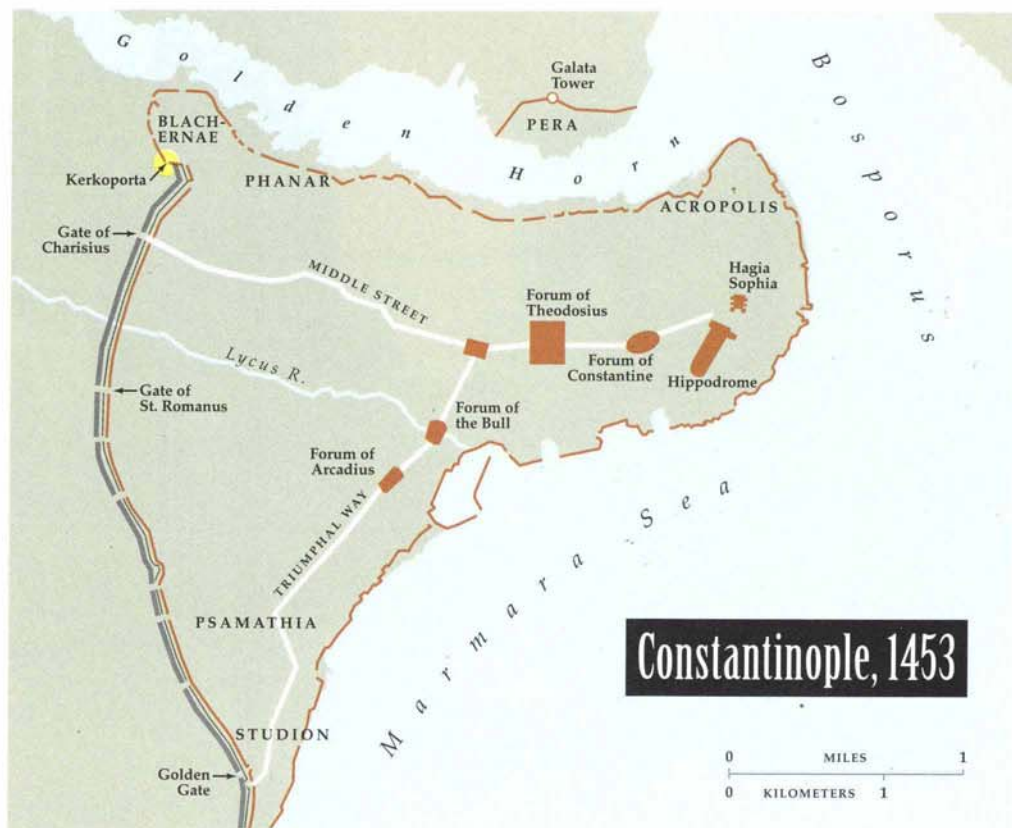 Golden Horn
Bosporus
Galata
Tower
PERA
BLACH-
ERNAE
Kerkoporta
PHANAR
ACROPOLIS
Gate of
Charisius
MIDDLE STREET
Hagia
Sophia
Forum of
Theodosius
Forum of
Constantine
Hippodrome
Lycus R.
Gate of
St. Romanus
Forum of
the Bull
Forum of
Arcadius
TRIUMPHAL WAY
Marmara Sea
PSAMATHIA
Constantinople, 1453
STUDION
Golden
Gate
0 MILES 1
0 KILOMETERS 1